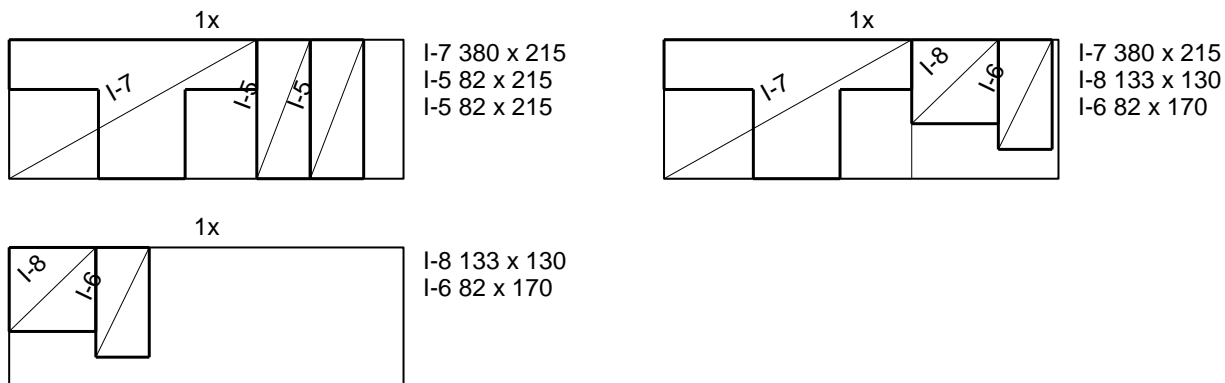 1x
I-7
I-5
I-5
I-7 380 x 215
I-5 82 x 215
I-5 82 x 215
1x
I-7
I-8
I-6
I-7 380 x 215
I-8 133 x 130
I-6 82 x 170
1x
I-8
I-6
I-8 133 x 130
I-6 82 x 170